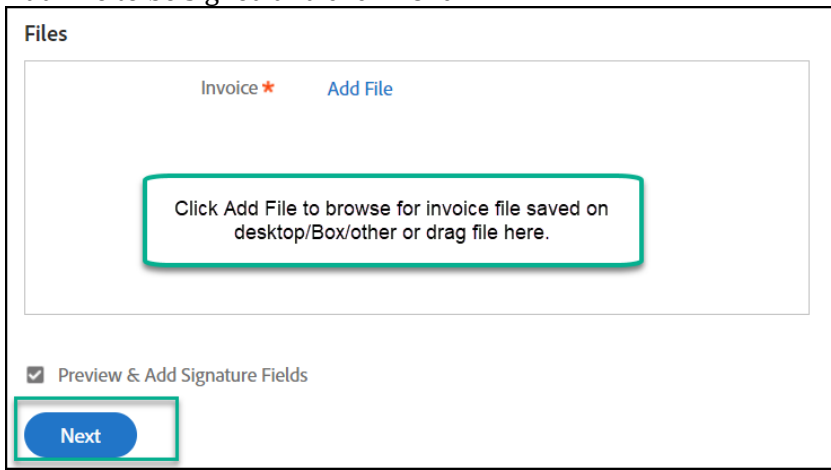 Files
Invoice * Add File
Click Add File to browse for invoice file saved on
desktop/Box/other or drag file here.
Preview & Add Signature Fields
Next